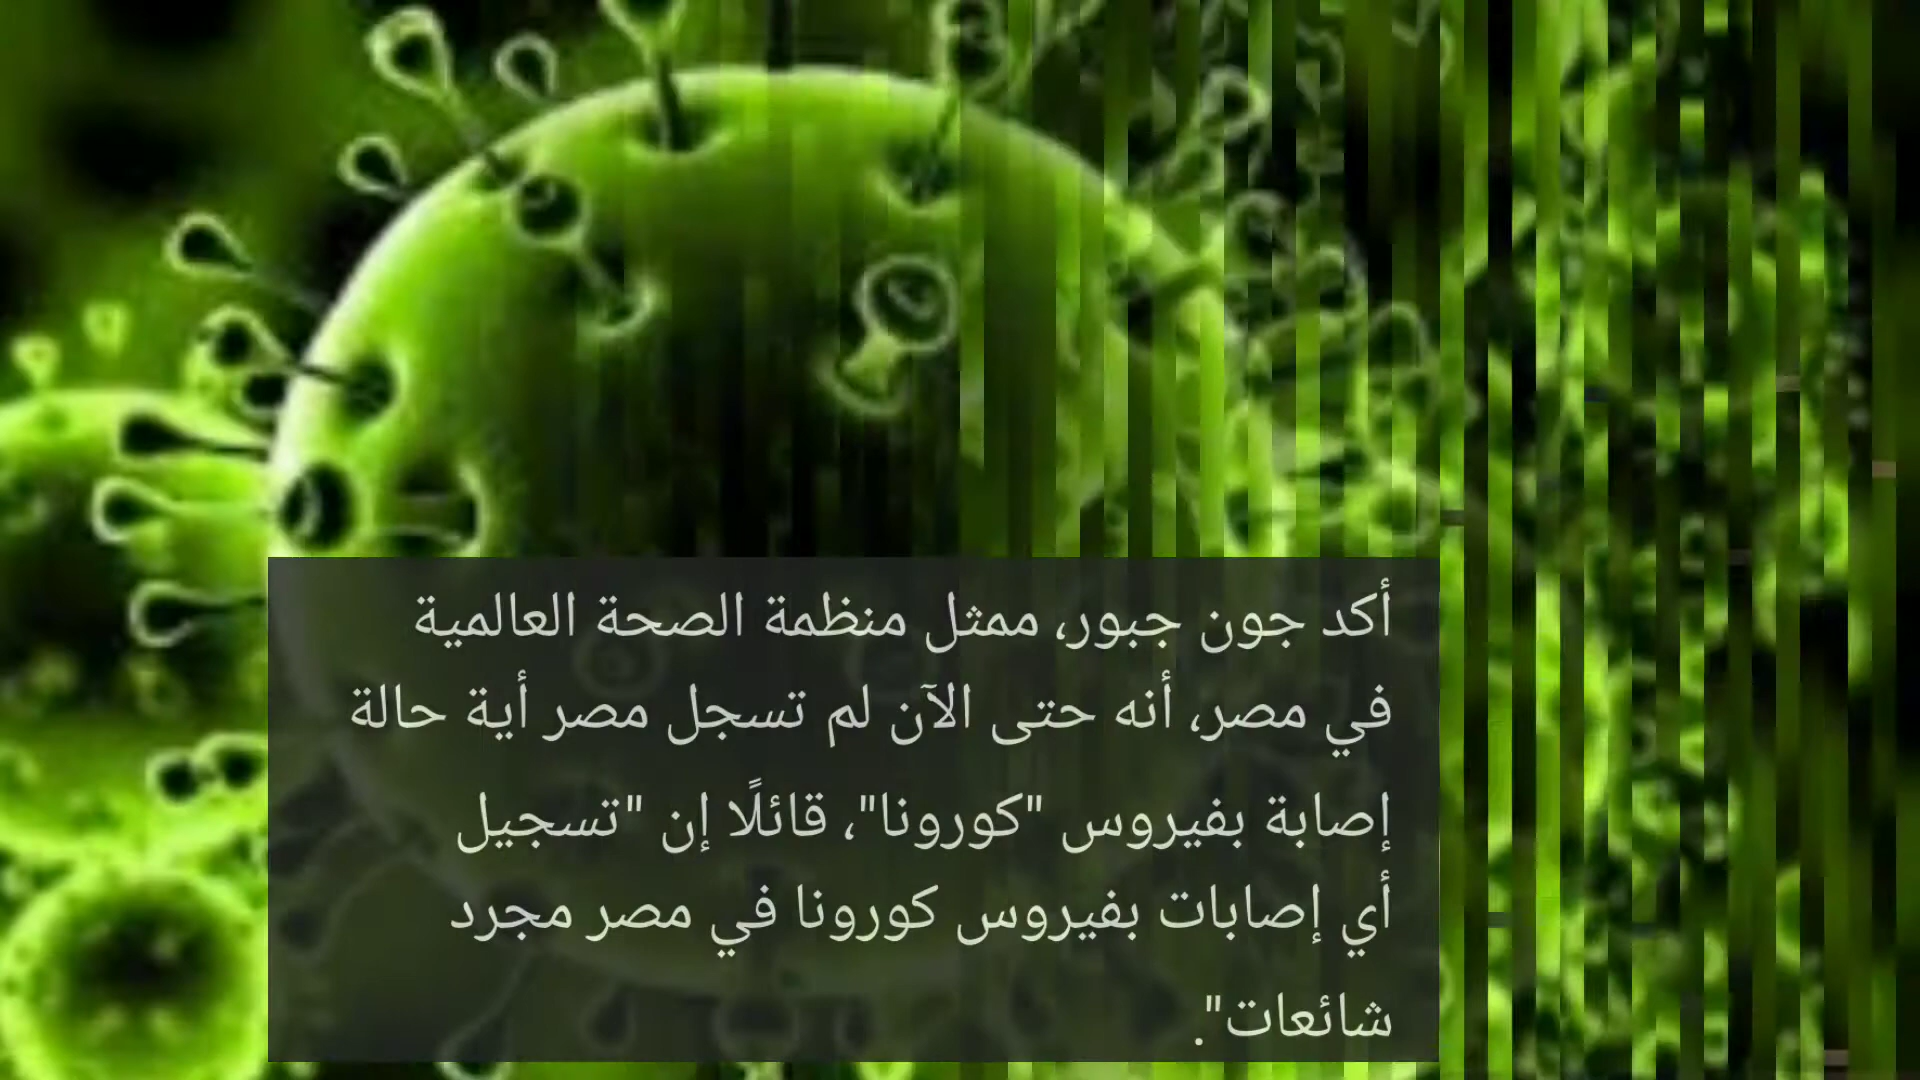 أكد جون جبور، ممثل منظمة الصحة العالمية
في مصر، أنه حتى الآن لم تسجل مصر أية حالة
إصابة بفيروس "كورونا"، قائلًا إن "تسجيل
أي إصابات بفيروس كورونا في مصر مجرد
شائعات".